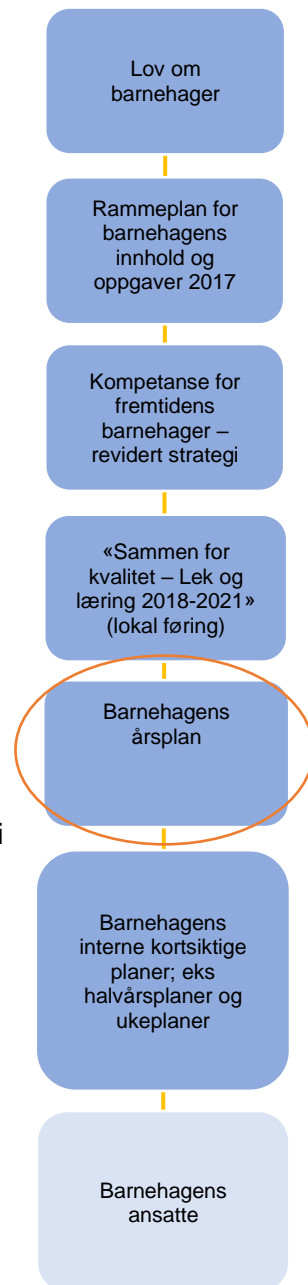 Lov om
barnehager
Rammeplan for
barnehagens
innhold og
oppgaver 2017
Kompetanse for
fremtidens
barnehager –
revidert strategi
«Sammen for
kvalitet – Lek og
læring 2018-2021»
(lokal føring)
Barnehagens
årsplan
i
Barnehagens
interne kortsiktige
planer; eks
halvårsplaner og
ukeplaner
Barnehagens
ansatte